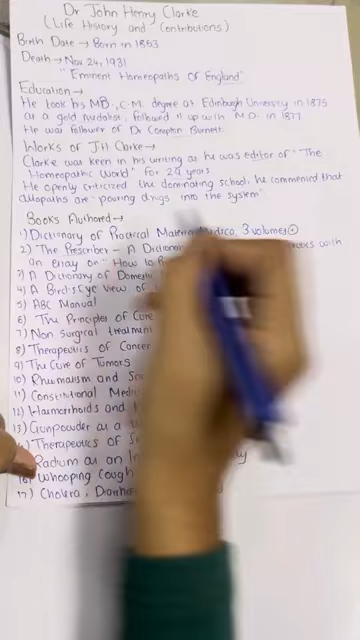 Dr John Henry Clarke
(Life History and Contributions)
Birth Date → Born in 1853
Death → Nov 24, 1931
"Eminent Homeopaths Of England"
Education →
He took his MB., C.M. degree at Edinburgh University in 1875
as a gold medalist, followed it up with M.D. in 1877
He was follower of Dr Compton Burnett.
Works of JH Clarke →
Clarke was keen in his writing as he was editor of "The
Homeopathic World" for 29 years.
He openly criticized the dominating school, he commented that
allopaths are "pouring drugs into the system"
Books Authored →
1) Dictionary of Practical Materia Medica, 3 volumes
2) The Prescriber - A Dictionary with
an essay on "How to
3) A Dictionary of
4) A Bird's Eye View of
5) ABC Manual
6) The Principles of Cure
7) Non Surgical treatment
8) Therapeutics of Cancer
9) The Cure of Tumors
10) Rheumatism and
11) Constitutional
12) Haemorrhoids and
13) Gunpowder as a
Therapeutics of
Radium as an
16) Whooping Cough
17) Cholera,